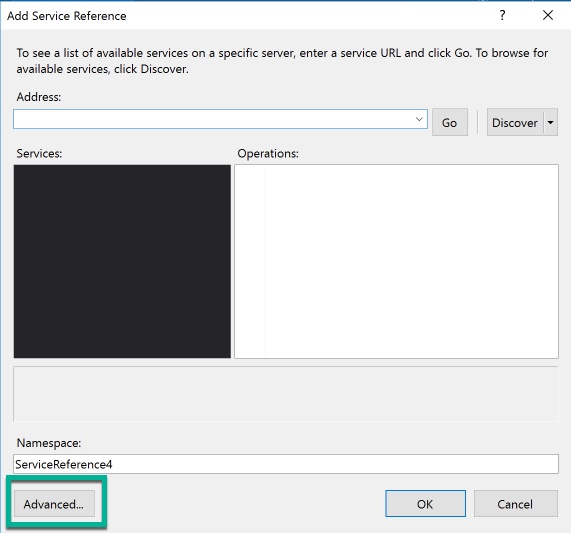 Add Service Reference
To see a list of available services on a specific server, enter a service URL and click Go. To browse for
available services, click Discover.
Address:
Go
Discover
Services:
Operations:
Namespace:
ServiceReference4
Advanced...
OK
Cancel